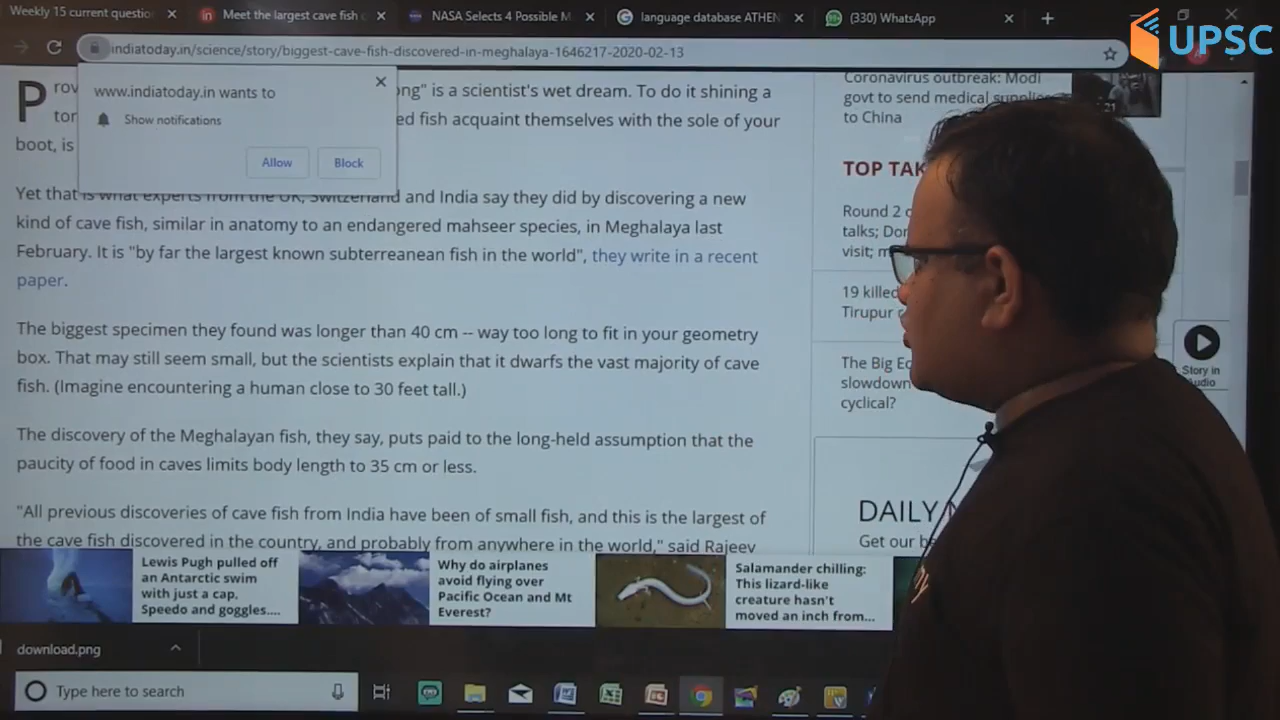 Weekly 15 current questio
Meet the largest cave fish
NASA Selects 4 Possible M
language database ATHEN
(330) WhatsApp
UPSC
indiatoday.in/science/story/biggest-cave-fish-discovered-in-meghalaya-1646217-2020-02-13
www.indiatoday.in wants to
Show notifications
Allow
Block
P rov ong" is a scientist's wet dream. To do it shining a
tor ed fish acquaint themselves with the sole of your
boot, is
Yet that is what experts from the UK, Switzerland and India say they did by discovering a new
kind of cave fish, similar in anatomy to an endangered mahseer species, in Meghalaya last
February. It is "by far the largest known subterreanean fish in the world", they write in a recent
paper.
The biggest specimen they found was longer than 40 cm -- way too long to fit in your geometry
box. That may still seem small, but the scientists explain that it dwarfs the vast majority of cave
fish. (Imagine encountering a human close to 30 feet tall.)
The discovery of the Meghalayan fish, they say, puts paid to the long-held assumption that the
paucity of food in caves limits body length to 35 cm or less.
"All previous discoveries of cave fish from India have been of small fish, and this is the largest of
the cave fish discovered in the country, and probably from anywhere in the world," said Rajeev
Coronavirus outbreak: Modi
govt to send medical supplies
to China
TOP TAK
Round 2 o
talks; Don
visit; m
19 killed
Tirupur
The Big Ec
slowdown
cyclical?
Story in
Audio
DAILY N
Get our b
Lewis Pugh pulled off
an Antarctic swim
with just a cap,
Speedo and goggles....
Why do airplanes
avoid flying over
Pacific Ocean and Mt
Everest?
Salamander chilling:
This lizard-like
creature hasn't
moved an inch from...
download.png
Type here to search